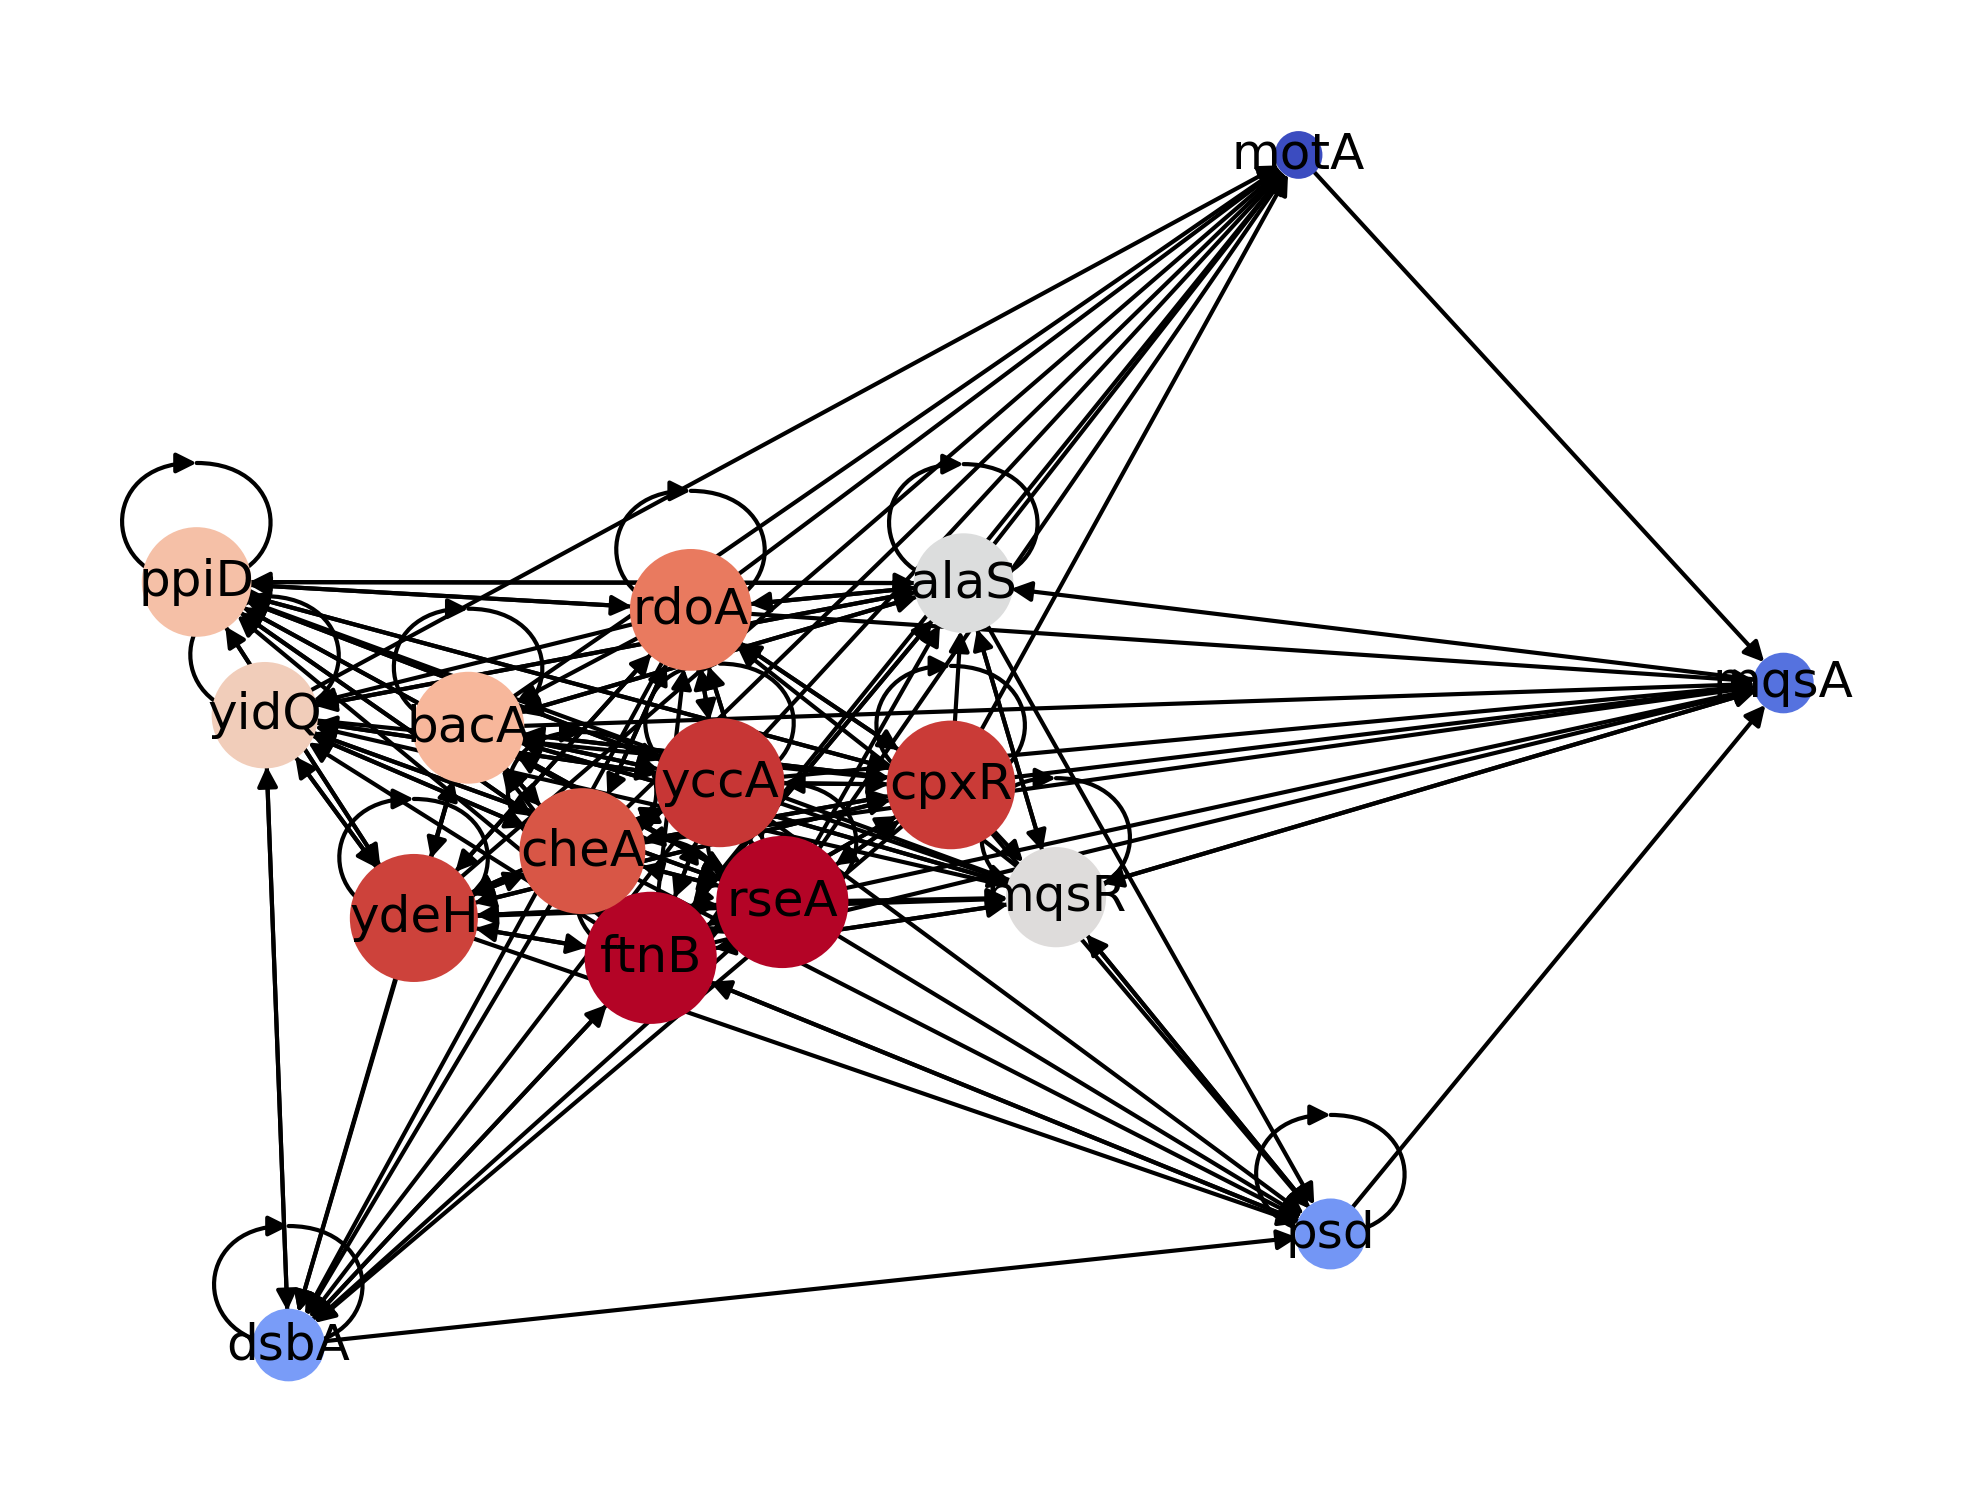 motA
ppiD
rdoA
alaS
yidQ
bacA
mqsA
yccA
cpxR
cheA
rseA
mqsR
ydeH
ftnB
psd
dsbA